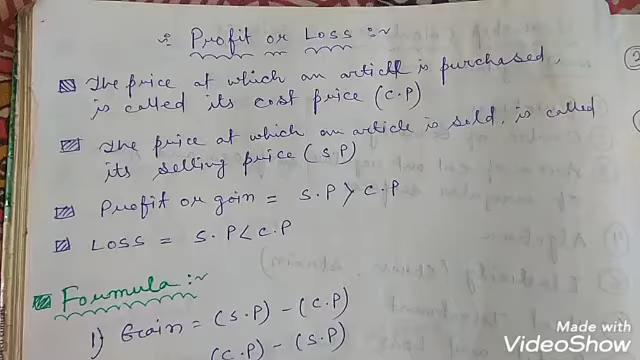 :: Profit or Loss :~
The price at which an article is purchased,
is called its cost price (C.P)
The price at which an article is sold, is called
its selling price (S.P)
Profit or gain = S.P > C.P
Loss = S.P < C.P
Formula :~
1) Gain = (S.P) - (C.P)
(C.P) - (S.P)
Made with
VideoShow